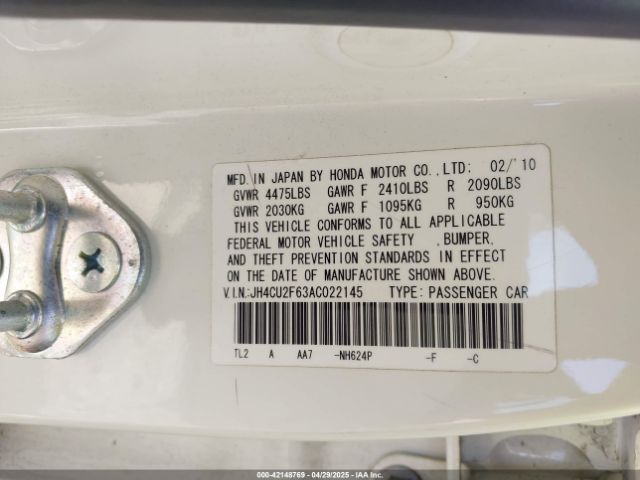 MFD. IN JAPAN BY HONDA MOTOR CO.,LTD: 02/'10
GVWR 4475LBS GAWR F 2410LBS R 2090LBS
GVWR 2030KG GAWR F 1095KG R 950KG
THIS VEHICLE CONFORMS TO ALL APPLICABLE
FEDERAL MOTOR VEHICLE SAFETY ,BUMPER,
AND THEFT PREVENTION STANDARDS IN EFFECT
ON THE DATE OF MANUFACTURE SHOWN ABOVE.
V.I.N.:JH4CU2F63AC022145 TYPE: PASSENGER CAR
TL2 A AA7 -NH624P -F -C
000-42148769 - 04/29/2025 - IAA Inc.